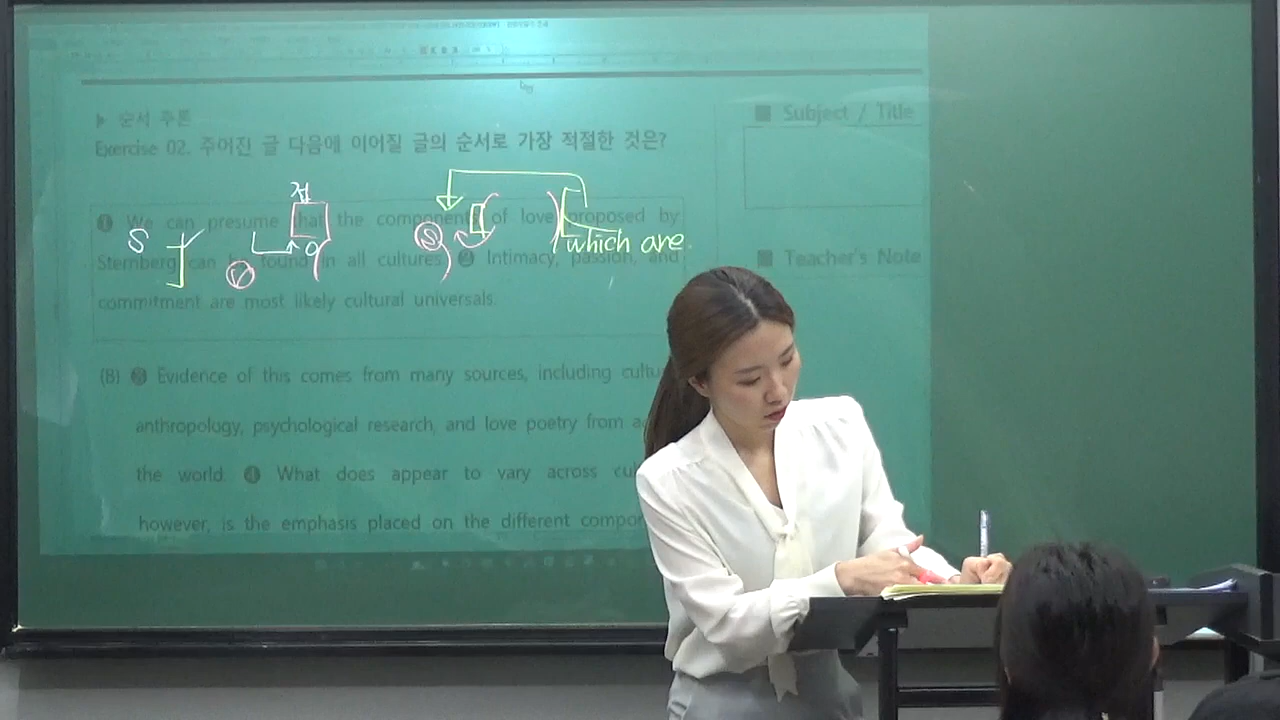 ▶ 순서 추론
Exercise 02. 주어진 글 다음에 이어질 글의 순서로 가장 적절한 것은?
❶ We can presume that the components of love proposed by
Sternberg can be found in all cultures. ❷ Intimacy, passion, and
commitment are most likely cultural universals.
(B) ❸ Evidence of this comes from many sources, including
anthropology, psychological research, and love poetry from
the world. ❹ What does appear to vary across
however, is the emphasis placed on the different
■ Subject / Title
■ Teacher's Note
접
S
V
S
which are